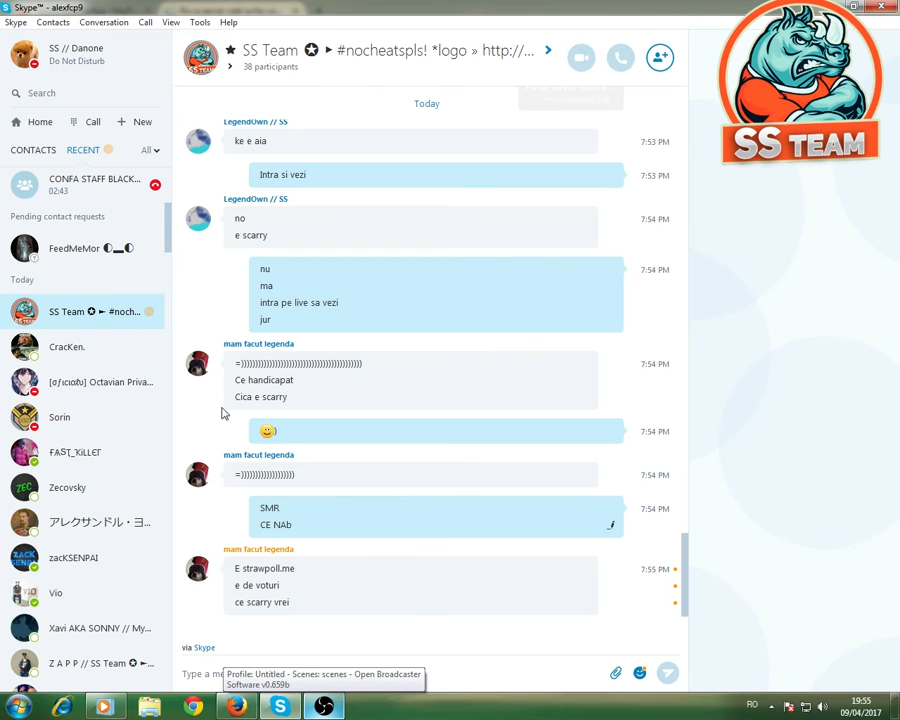 Skype™ - alexfcp9
Skype Contacts Conversation Call View Tools Help
SS // Danone
Do Not Disturb
Search
Home Call New
CONTACTS RECENT All
CONFA STAFF BLACK...
02:43
Pending contact requests
FeedMeMor
Today
SS Team ✪ ► #noch...
CracKen.
[σƒιcιαℓυ] Octavian Priva...
Sorin
ҒѦSҬ_ҠiLLЄГ
Zecovsky
アレクサンドル・ヨ...
zacKSENPAI
Vio
Xavi AKA SONNY // My...
Z A P P // SS Team ✪ ►...
SS Team ✪ ► #nocheatspls! *logo » http://...
38 participants
Today
LegendOwn // SS
ke e aia
7:53 PM
Intra si vezi
7:53 PM
LegendOwn // SS
no
7:54 PM
e scarry
nu
7:54 PM
ma
intra pe live sa vezi
jur
mam facut legenda
=))))))))))))))))))))))))))))))))))))))))))))
7:54 PM
Ce handicapat
Cica e scarry
)
7:54 PM
mam facut legenda
=)))))))))))))))))))))
7:54 PM
SMR
7:54 PM
CE NAb
mam facut legenda
E strawpoll.me
7:55 PM
e de voturi
ce scarry vrei
via Skype
Type a me
Profile: Untitled - Scenes: scenes - Open Broadcaster
Software v0.659b
SS TEAM
RO
19:55
09/04/2017